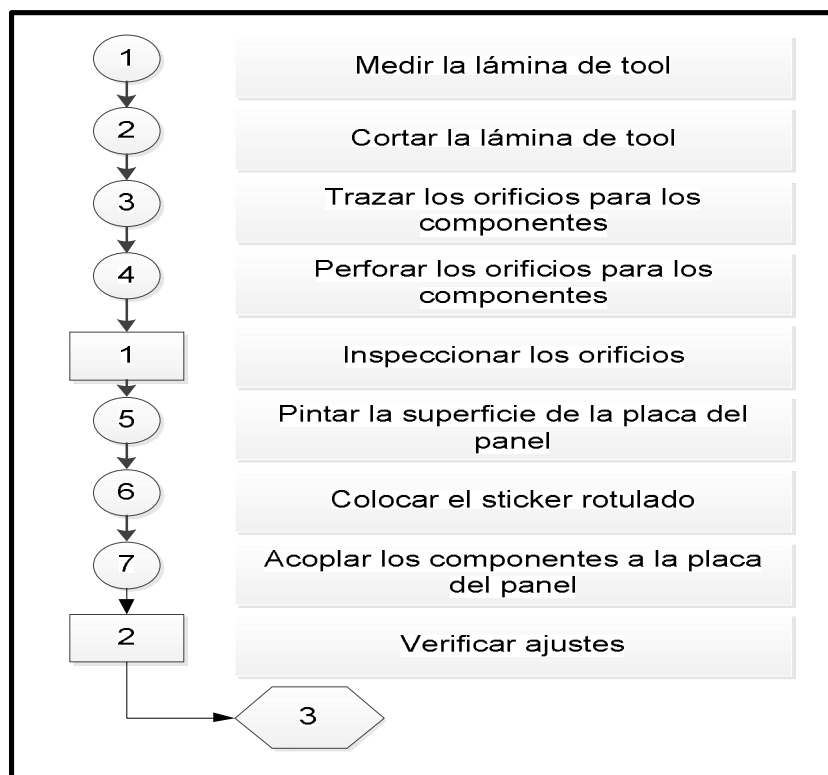 1
Medir la lámina de tool
2
Cortar la lámina de tool
3
Trazar los orificios para los
componentes
4
Perforar los orificios para los
componentes
1
Inspeccionar los orificios
5
Pintar la superficie de la placa del
panel
6
Colocar el sticker rotulado
7
Acoplar los componentes a la placa
del panel
2
Verificar ajustes
3